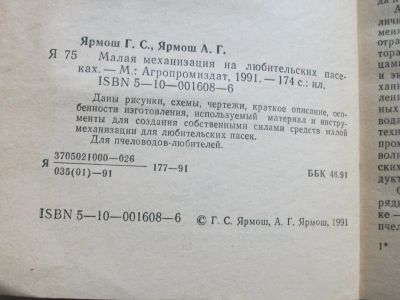 Ярмош Г. С., Ярмош А. Г.
Я 75 Малая механизация на любительских пасе-
ках. — М.: Агропромиздат, 1991. — 174 с.: ил.
ISBN 5—10—001608—6
Даны рисунки, схемы, чертежи, краткое описание, осо-
бенности изготовления, используемый материал и инстру-
менты для создания собственными силами средств малой
механизации для любительских пасек.
Для пчеловодов-любителей.
Я 3705021000—026
035(01)—91
177—91
ББК 46.91
ISBN 5—10—001608—6
© Г. С. Ярмош, А. Г. Ярмош, 1991
1*